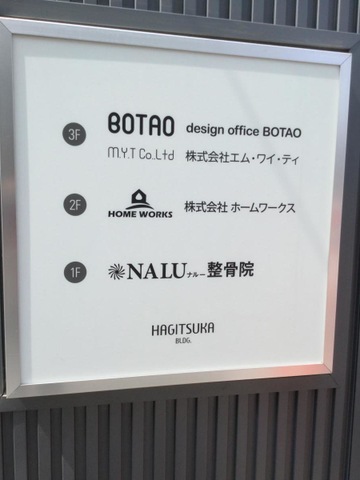 3F BOTAO design office BOTAO
M.Y.T Co.Ltd 株式会社エム・ワイ・ティ
2F HOME WORKS 株式会社 ホームワークス
1F NALU ナルー 整骨院
HAGITSUKA
BLDG.